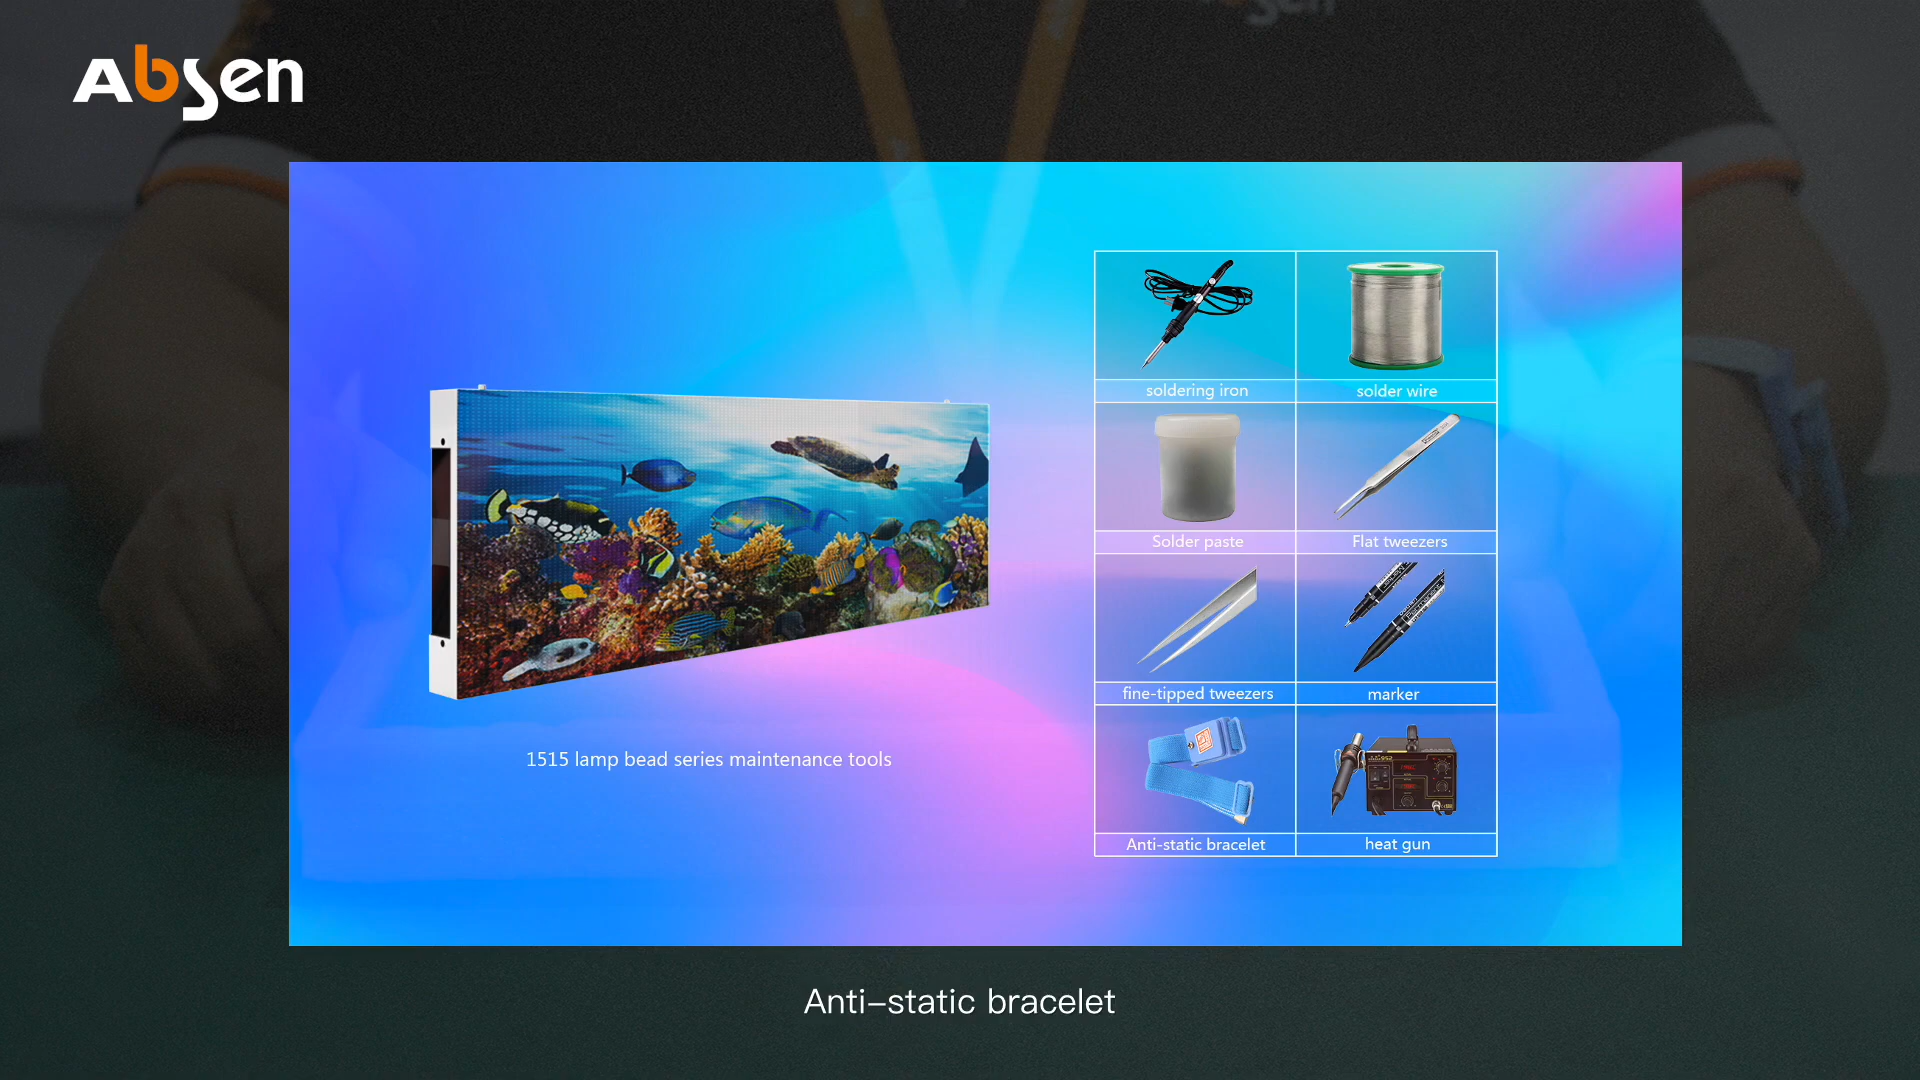 Absen
soldering iron
solder wire
Solder paste
Flat tweezers
fine-tipped tweezers
marker
1515 lamp bead series maintenance tools
Anti-static bracelet
heat gun
Anti-static bracelet